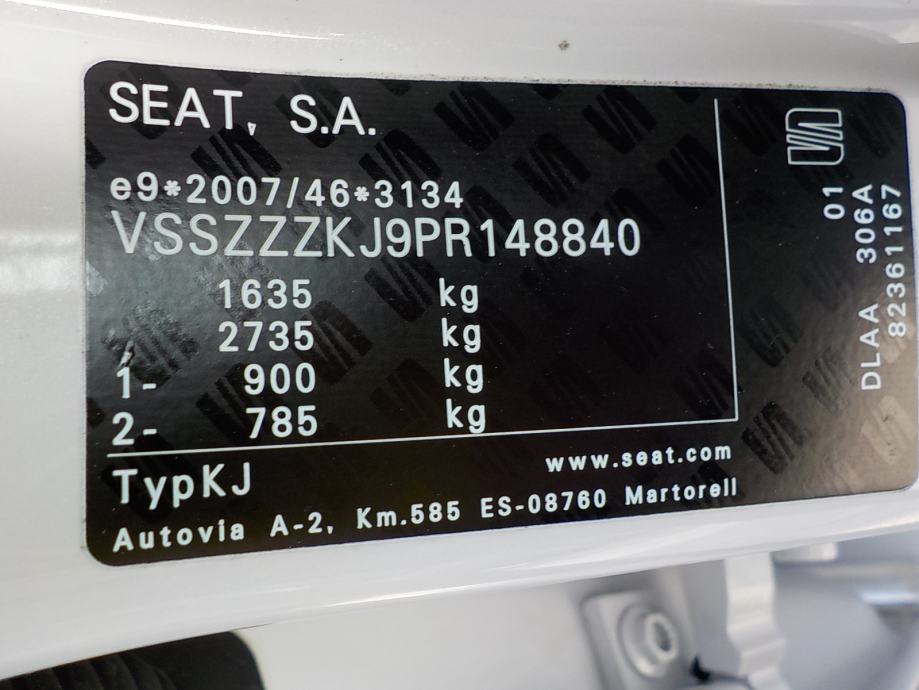 SEAT, S.A.
e9*2007/46*3134
VSSZZZKJ9PR148840
1635 kg
2735 kg
1- 900 kg
2- 785 kg
TypKJ
www.seat.com
Autovia A-2, Km.585 ES-08760 Martorell
01
DLAA 306A
82361167